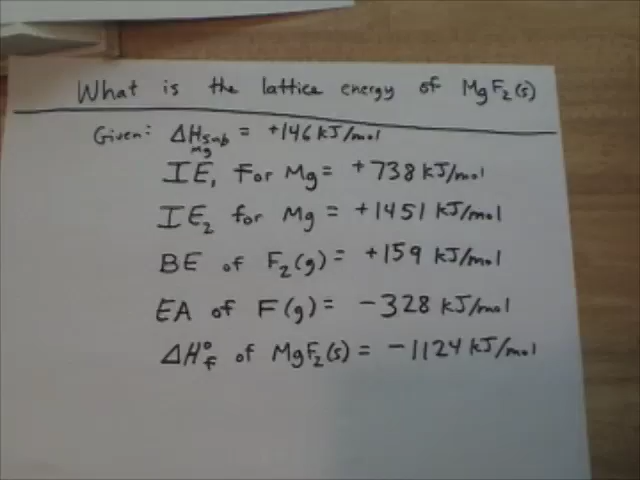 What is the lattice energy of MgF₂(s)
Given: ΔHsub Mg = +146 kJ/mol
IE₁ for Mg = +738 kJ/mol
IE₂ for Mg = +1451 kJ/mol
BE of F₂(g) = +159 kJ/mol
EA of F(g) = -328 kJ/mol
ΔH°f of MgF₂(s) = -1124 kJ/mol